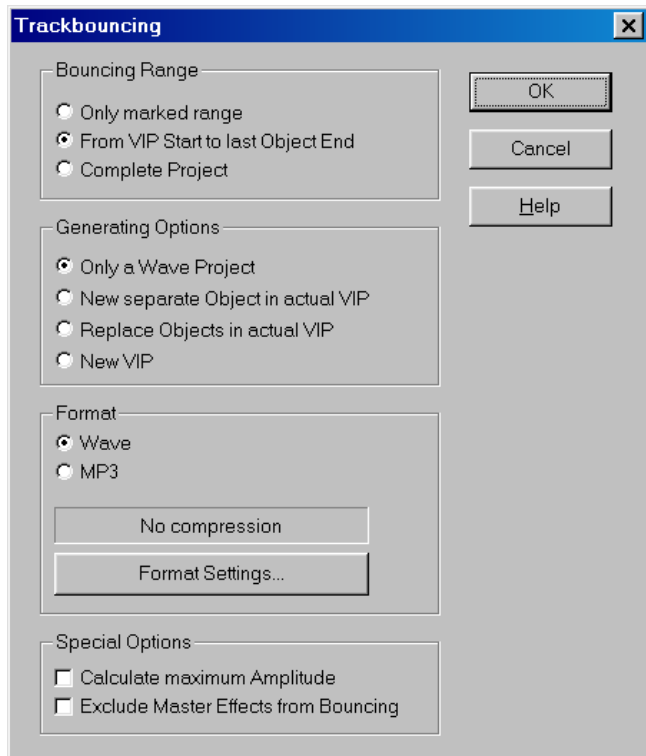 Trackbouncing
Bouncing Range
Only marked range
From VIP Start to last Object End
Complete Project
OK
Cancel
Help
Generating Options
Only a Wave Project
New separate Object in actual VIP
Replace Objects in actual VIP
New VIP
Format
Wave
MP3
No compression
Format Settings...
Special Options
Calculate maximum Amplitude
Exclude Master Effects from Bouncing